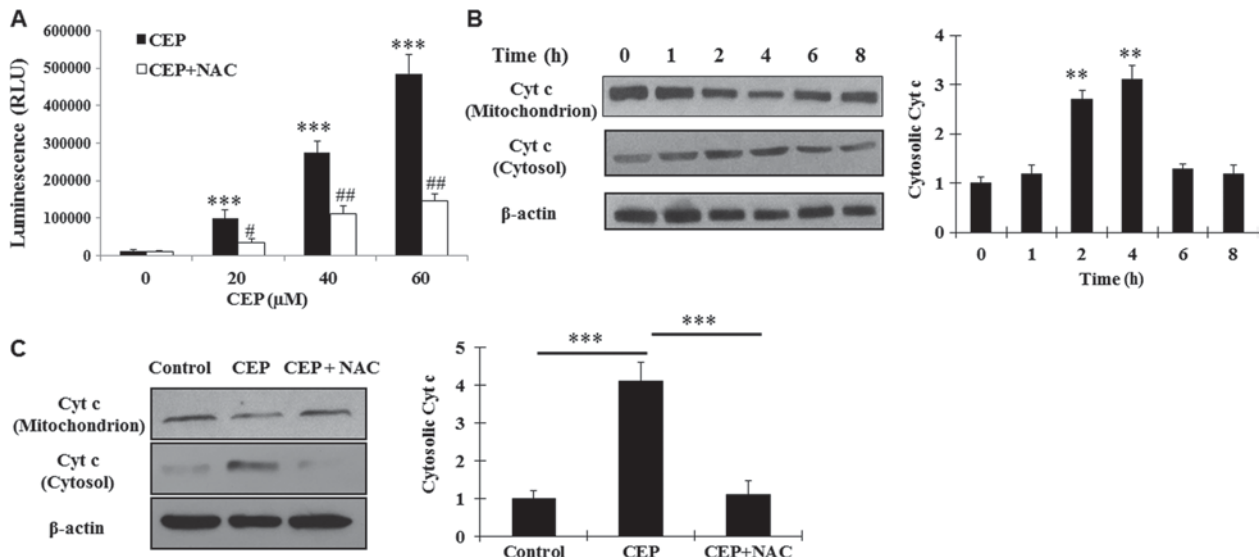 A
Luminescence (RLU)
600000
500000
400000
300000
200000
100000
0
CEP
CEP+NAC
***
***
***
#
##
##
0 20 40 60
CEP (μM)
B
Time (h) 0 1 2 4 6 8
Cyt c
(Mitochondrion)
Cyt c
(Cytosol)
β-actin
Cytosolic Cyt c
4
3
2
1
0
** **
0 1 2 4 6 8
Time (h)
C
Control CEP CEP + NAC
Cyt c
(Mitochondrion)
Cyt c
(Cytosol)
β-actin
Cytosolic Cyt c
5
4
3
2
1
0
*** ***
Control CEP CEP+NAC